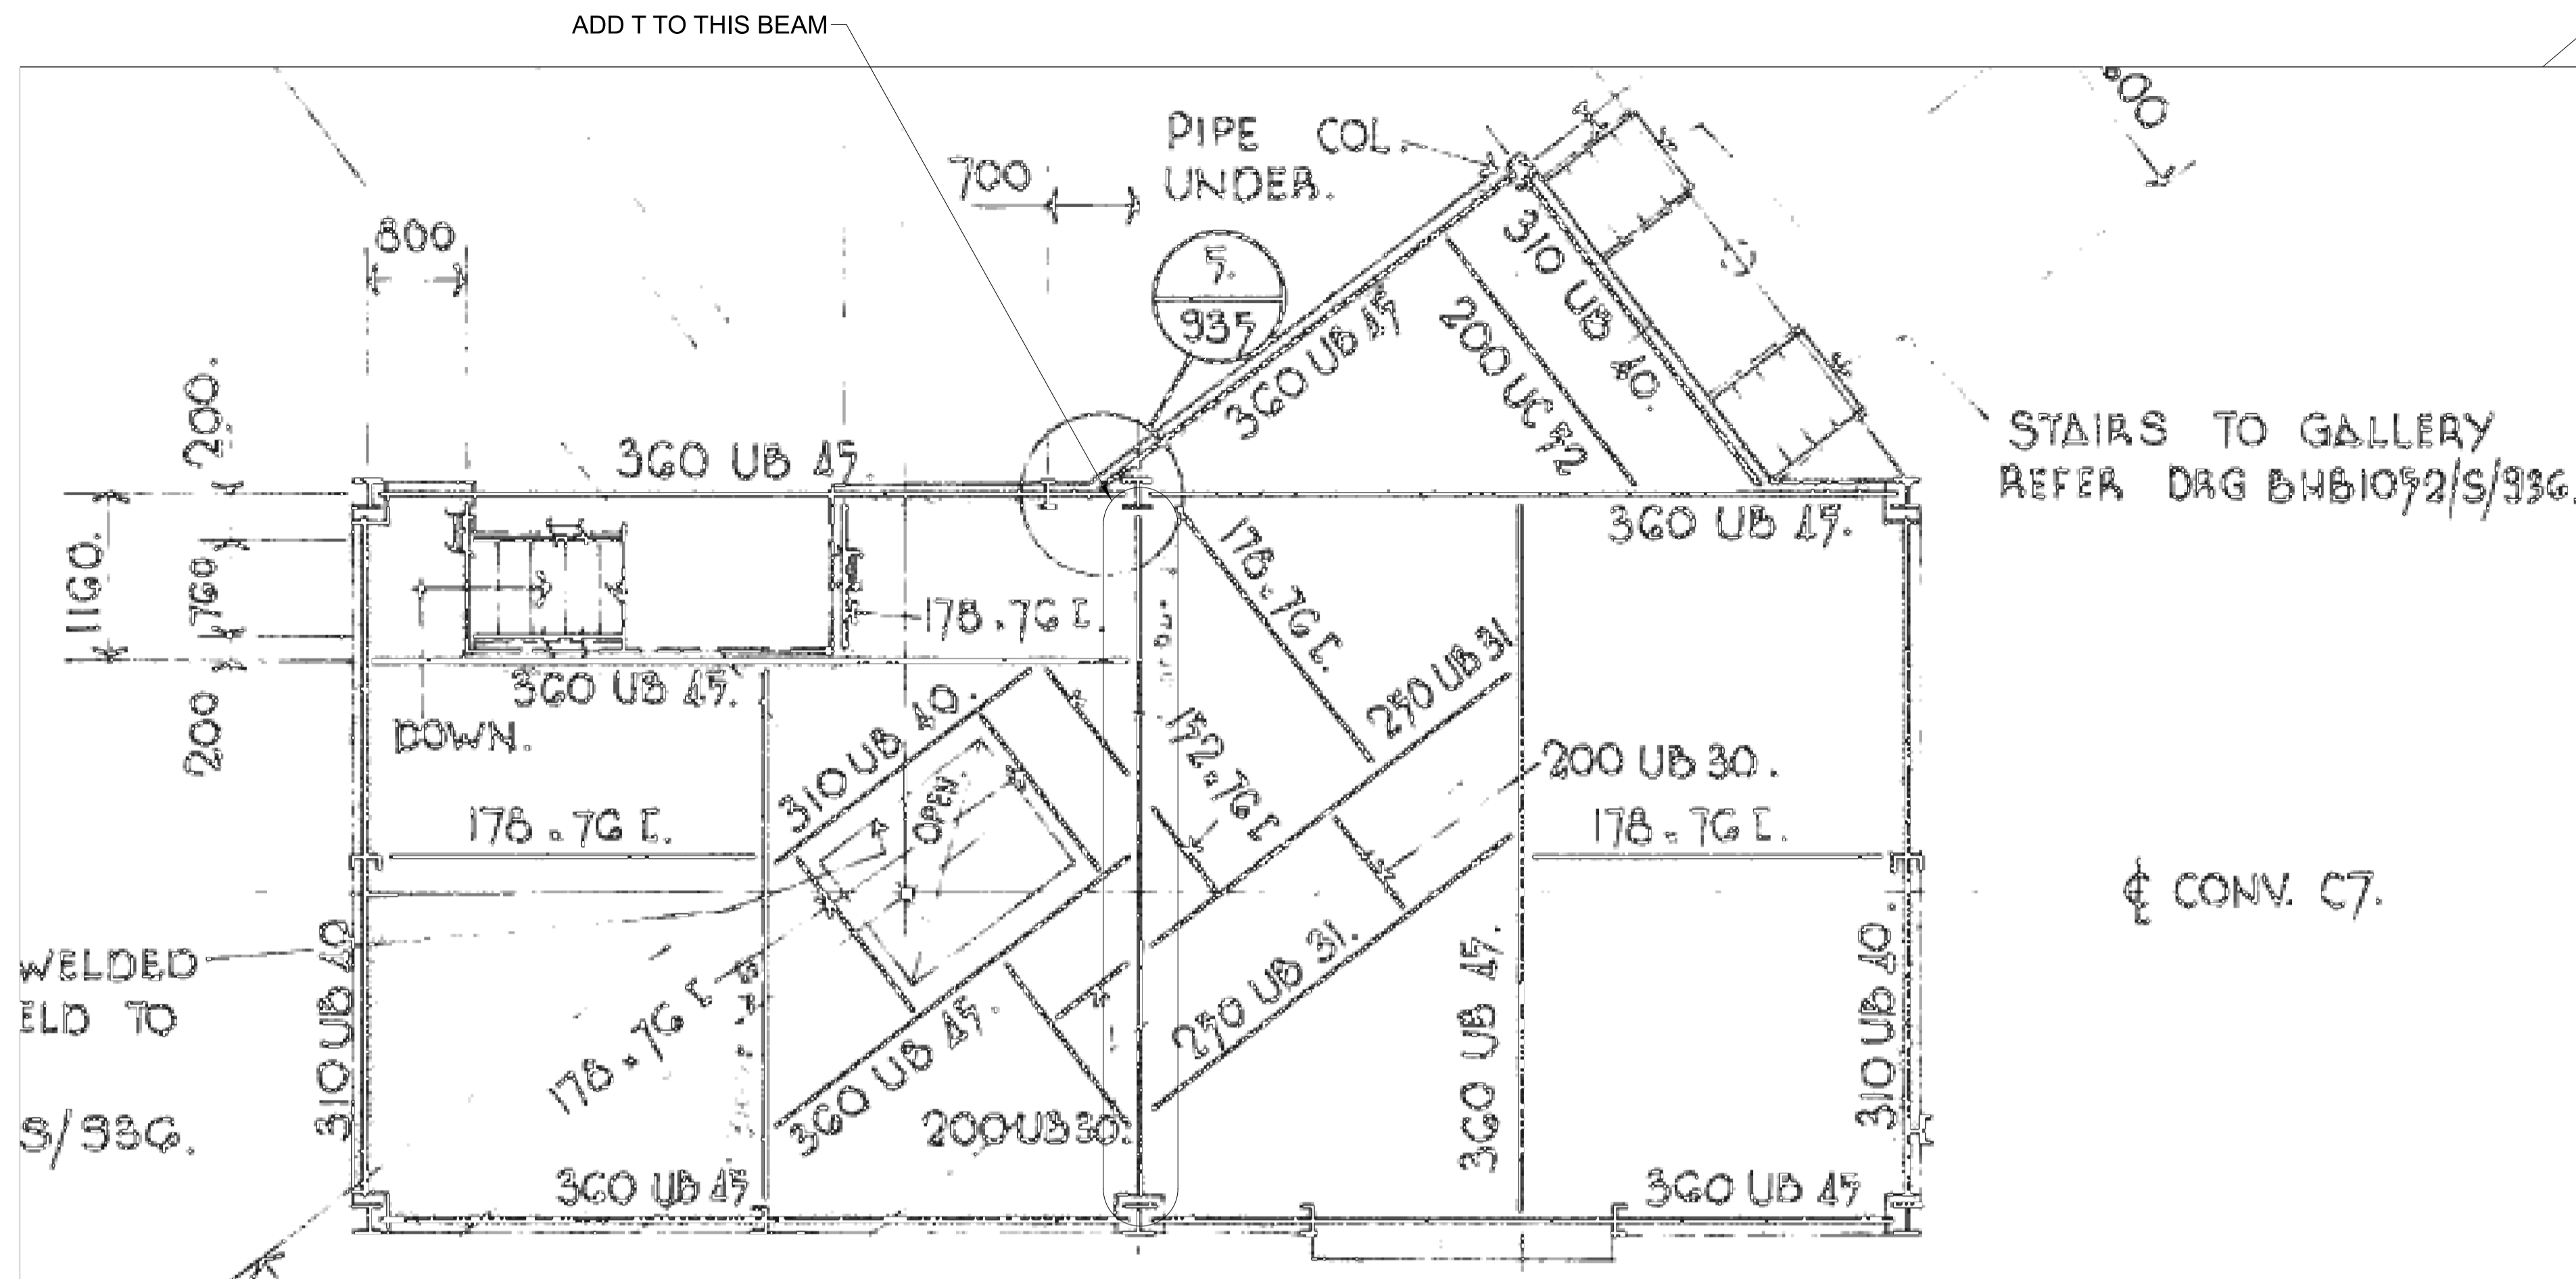 ADD T TO THIS BEAM
PIPE COL.
UNDER.
700
800
5.
935
360 UB 45
310 UB 40.
200 UC 52
200.
1160.
760
200
360 UB 45.
STAIRS TO GALLERY
REFER DRG BHB1052/S/936.
360 UB 45.
178 × 76 [.
178 × 76 [.
250 UB 31
360 UB 45.
DOWN.
310 UB 40.
OPEN.
152 × 76 [
200 UB 30.
178 × 76 [.
178 × 76 [.
℄ CONV. C7.
WELDED
ELD TO
S/936.
310 UB 40
178 × 76 [
360 UB 45.
200 UB 30.
250 UB 31.
360 UB 45.
310 UB 40.
360 UB 45
360 UB 45